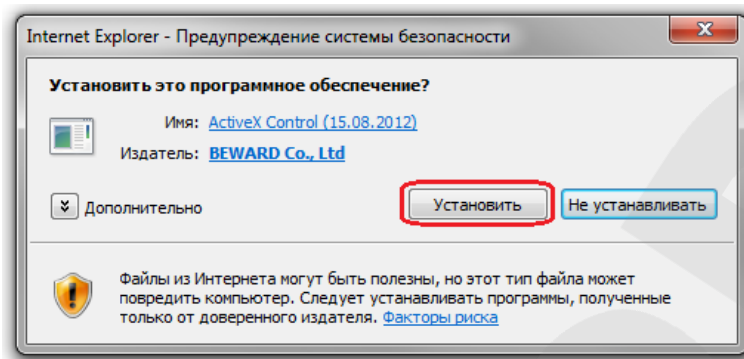 Internet Explorer - Предупреждение системы безопасности
Установить это программное обеспечение?
Имя: ActiveX Control (15.08.2012)
Издатель: BEWARD Co., Ltd
Дополнительно
Установить
Не устанавливать
Файлы из Интернета могут быть полезны, но этот тип файла может
повредить компьютер. Следует устанавливать программы, полученные
только от доверенного издателя. Факторы риска